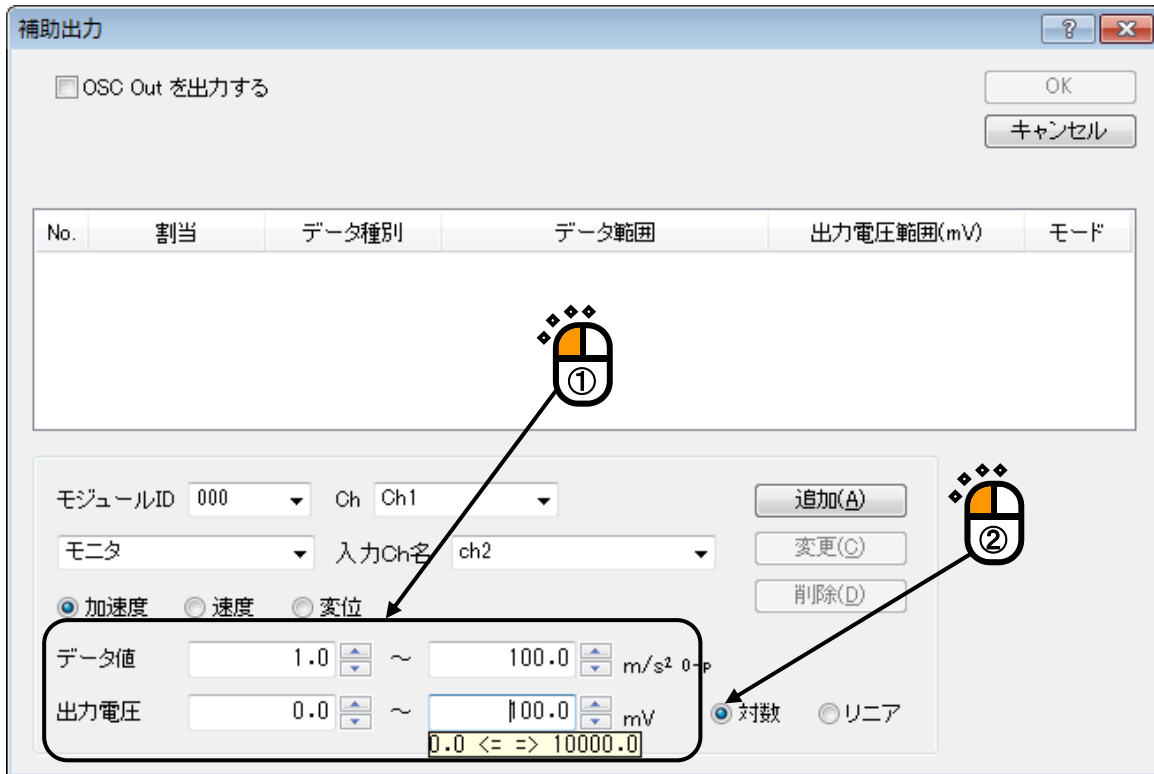 補助出力
OSC Out を出力する
OK
キャンセル
No. 割当 データ種別 データ範囲 出力電圧範囲(mV) モード
①
モジュールID 000 Ch Ch1 追加(A)
②
モニタ 入力Ch名 ch2 変更(C)
加速度 速度 変位 削除(D)
データ値 1.0 ～ 100.0 m/s² 0-p
出力電圧 0.0 ～ 100.0 mV 対数 リニア
0.0 <= => 10000.0